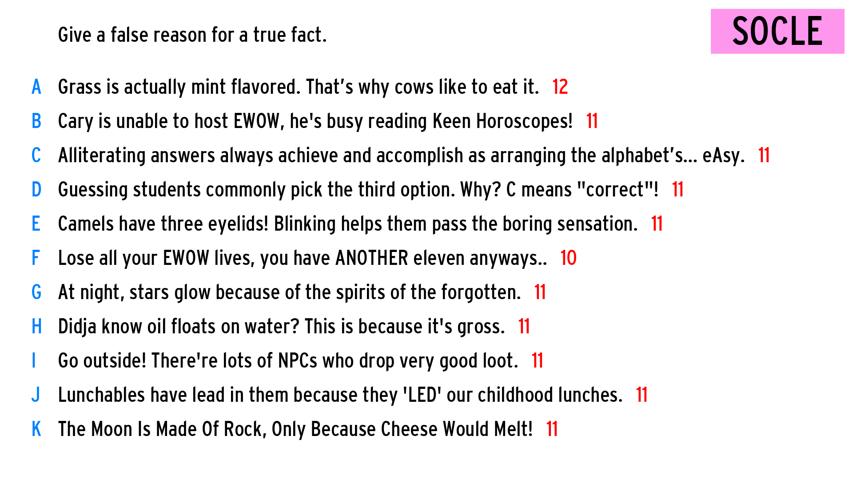 Give a false reason for a true fact.
SOCLE
A Grass is actually mint flavored. That's why cows like to eat it. 12
B Cary is unable to host EWOW, he's busy reading Keen Horoscopes! 11
C Alliterating answers always achieve and accomplish as arranging the alphabet's... eAsy. 11
D Guessing students commonly pick the third option. Why? C means "correct"! 11
E Camels have three eyelids! Blinking helps them pass the boring sensation. 11
F Lose all your EWOW lives, you have ANOTHER eleven anyways.. 10
G At night, stars glow because of the spirits of the forgotten. 11
H Didja know oil floats on water? This is because it's gross. 11
I Go outside! There're lots of NPCs who drop very good loot. 11
J Lunchables have lead in them because they 'LED' our childhood lunches. 11
K The Moon Is Made Of Rock, Only Because Cheese Would Melt! 11